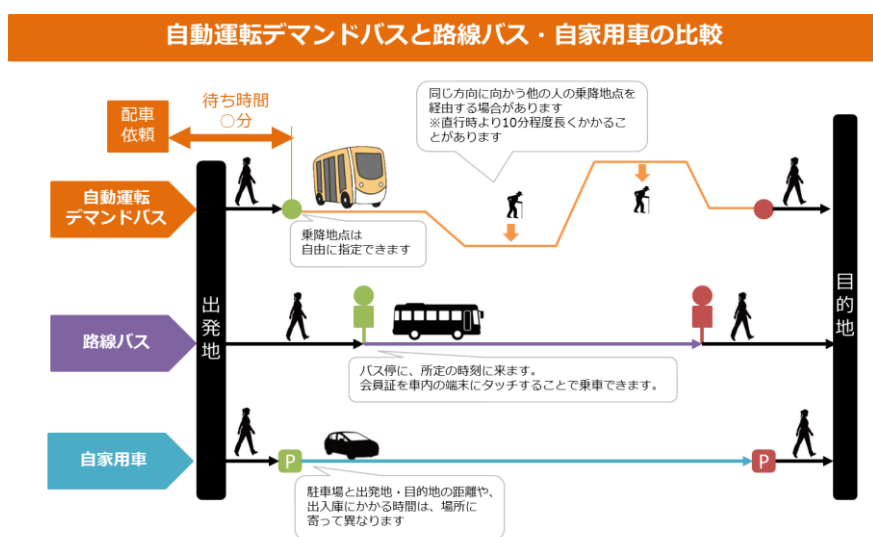 自動運転デマンドバスと路線バス・自家用車の比較
配車
依頼
待ち時間
○分
同じ方向に向かう他の人の乗降地点を
経由する場合があります
※直行時より10分程度長くかかるこ
とがあります
自動運転
デマンドバス
乗降地点は
自由に指定できます
出発地
目的地
路線バス
バス停に、所定の時刻に来ます。
会員証を車内の端末にタッチすることで乗車できます。
自家用車
P
P
駐車場と出発地・目的地の距離や、
出入庫にかかる時間は、場所に
寄って異なります